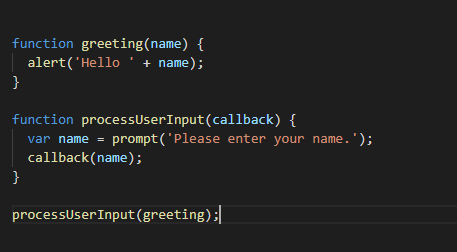 function greeting(name) {
  alert('Hello ' + name);
}
function processUserInput(callback) {
  var name = prompt('Please enter your name.');
  callback(name);
}
processUserInput(greeting);